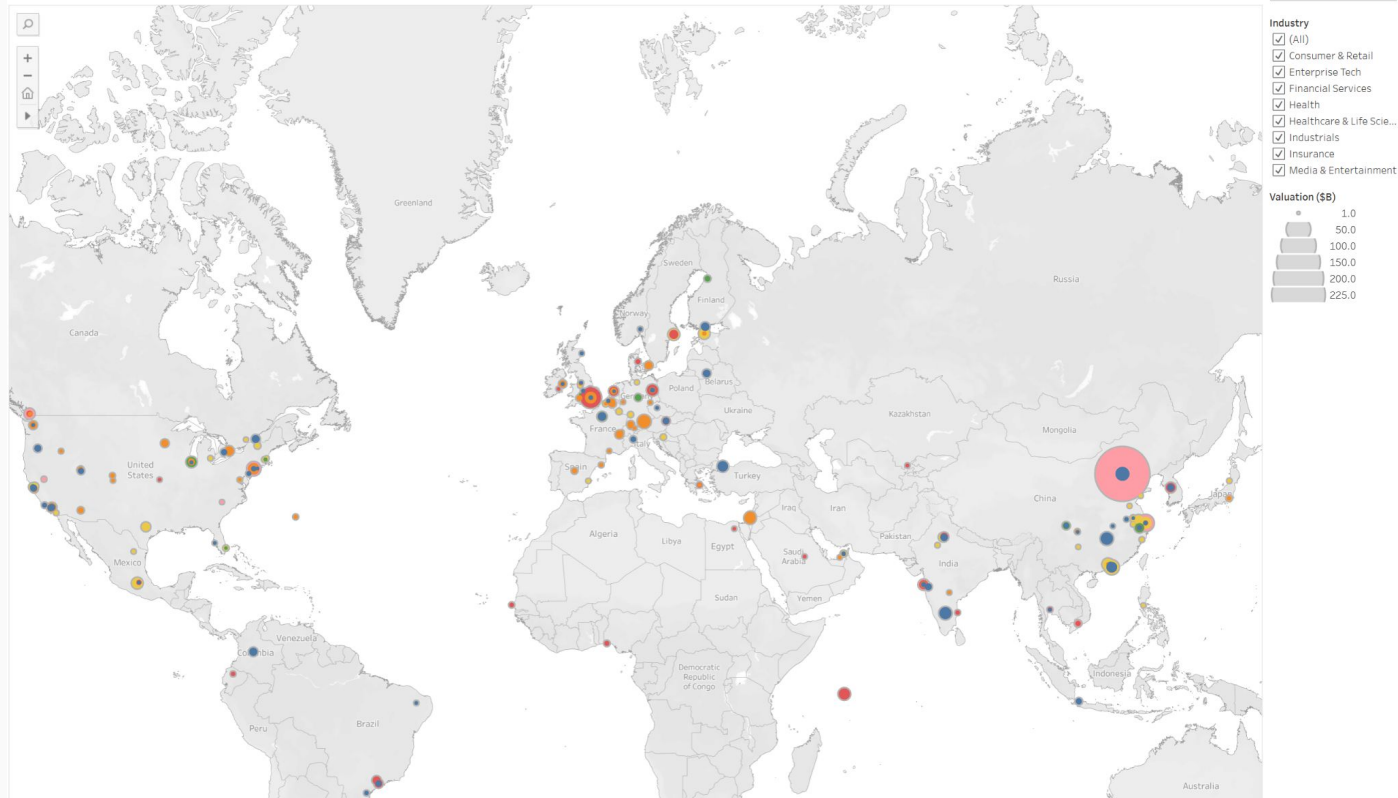 Greenland
Sweden
Finland
Russia
Norway
Canada
Poland
Belarus
Ukraine
Kazakhstan
Mongolia
France
Italy
United
States
Spain
Turkey
China
Japan
Iraq
Iran
Algeria
Libya
Egypt
Pakistan
Saudi
Arabia
India
Mexico
Sudan
Yemen
Venezuela
Colombia
Democratic
Republic
of Congo
Indonesia
Peru
Brazil
Australia
Industry
(All)
Consumer & Retail
Enterprise Tech
Financial Services
Health
Healthcare & Life Scie...
Industrials
Insurance
Media & Entertainment
Valuation ($B)
1.0
50.0
100.0
150.0
200.0
225.0